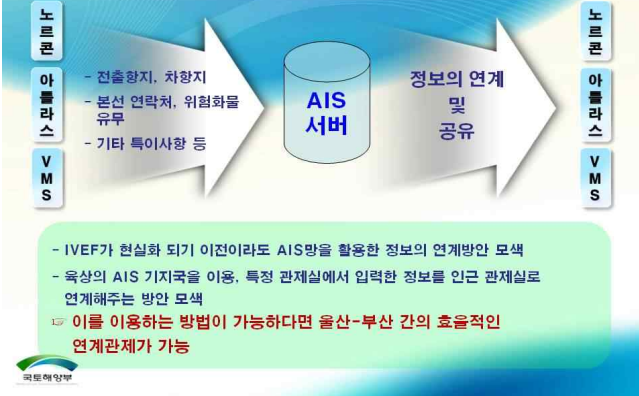 노르콘
아틀라스
VMS
- 전출항지, 차항지
- 본선 연락처, 위험화물
유무
- 기타 특이사항 등
AIS
서버
정보의 연계
및
공유
노르콘
아틀라스
VMS
- IVEF가 현실화 되기 이전이라도 AIS망을 활용한 정보의 연계방안 모색
- 육상의 AIS 기지국을 이용, 특정 관제실에서 입력한 정보를 인근 관제실로
연계해주는 방안 모색
☞ 이를 이용하는 방법이 가능하다면 울산-부산 간의 효율적인
연계관제가 가능
국토해양부